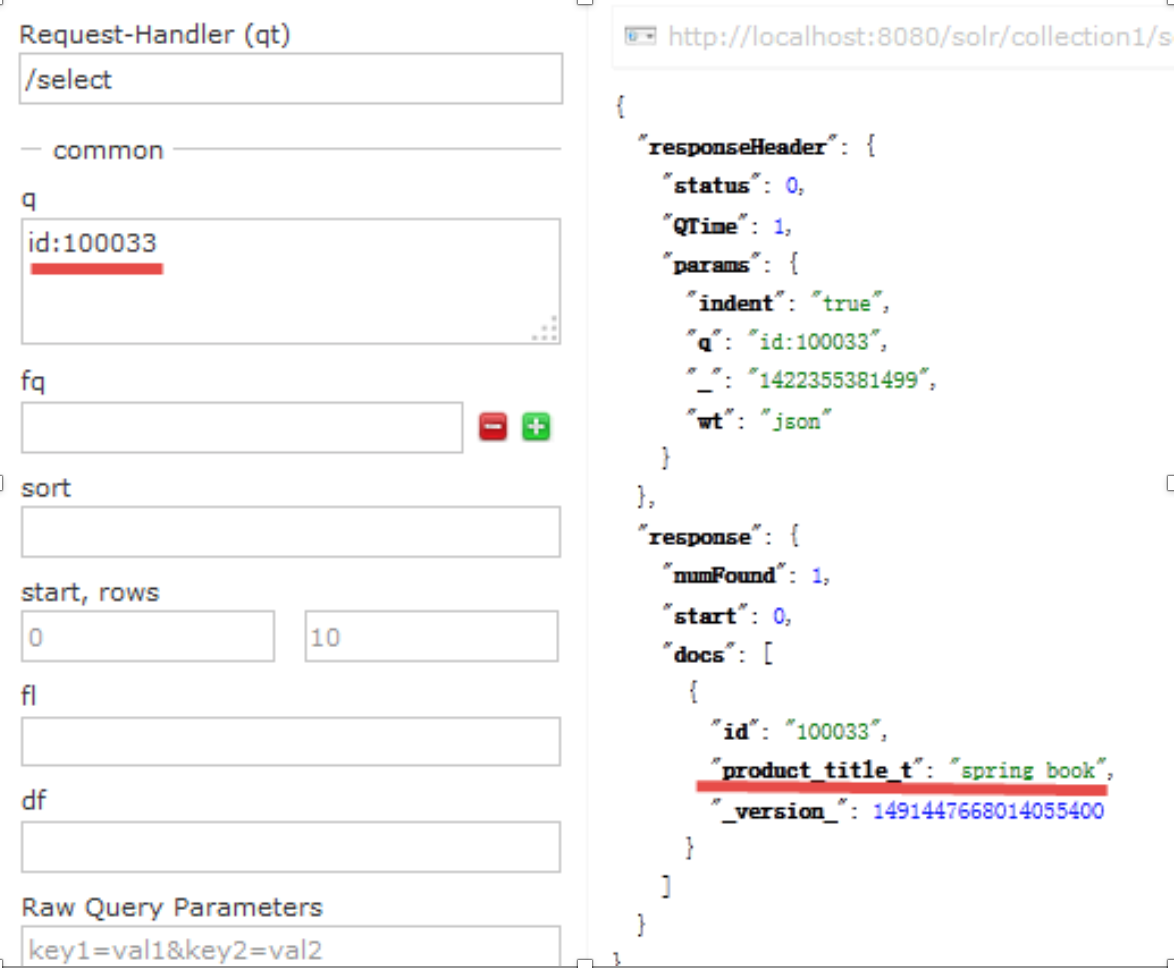 Request-Handler (qt)
/select
common
q
id:100033
fq
sort
start, rows
0
10
fl
df
Raw Query Parameters
key1=val1&key2=val2
http://localhost:8080/solr/collection1/s
{
"responseHeader": {
"status": 0,
"QTime": 1,
"params": {
"indent": "true",
"q": "id:100033",
"_": "1422355381499",
"wt": "json"
}
},
"response": {
"numFound": 1,
"start": 0,
"docs": [
{
"id": "100033",
"product_title_t": "spring book",
"_version_": 1491447668014055400
}
]
}
}